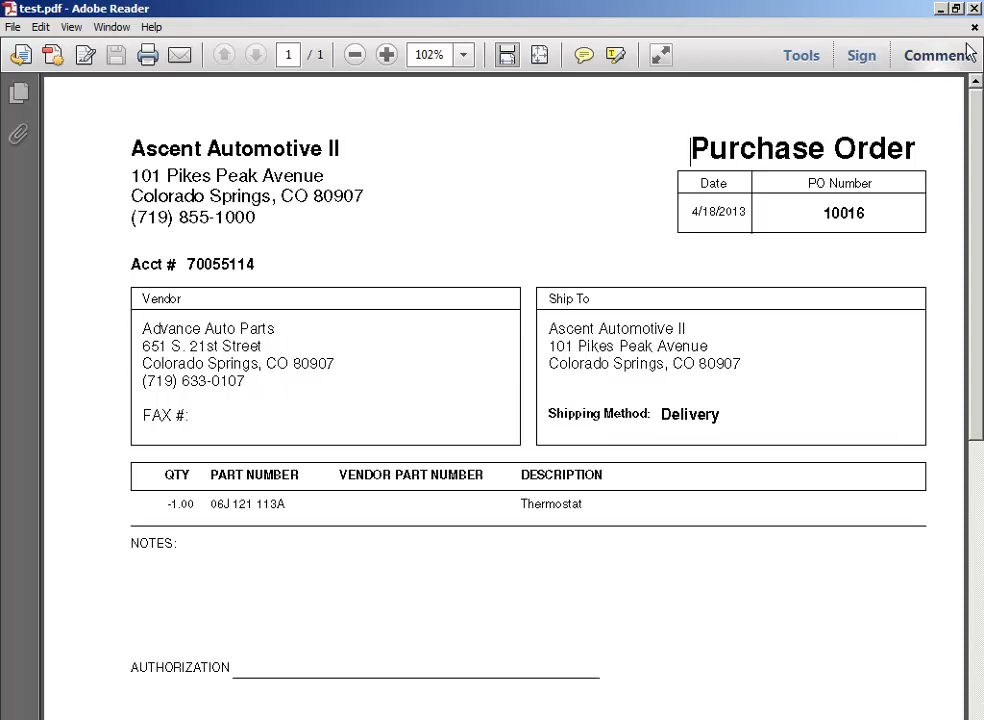 test.pdf - Adobe Reader
File Edit View Window Help
1 / 1 102% Tools Sign Comment
Ascent Automotive II
101 Pikes Peak Avenue
Colorado Springs, CO 80907
(719) 855-1000
Purchase Order
Date PO Number
4/18/2013 10016
Acct # 70055114
Vendor
Advance Auto Parts
651 S. 21st Street
Colorado Springs, CO 80907
(719) 633-0107
FAX #:
Ship To
Ascent Automotive II
101 Pikes Peak Avenue
Colorado Springs, CO 80907
Shipping Method: Delivery
QTY PART NUMBER VENDOR PART NUMBER DESCRIPTION
-1.00 06J 121 113A Thermostat
NOTES:
AUTHORIZATION